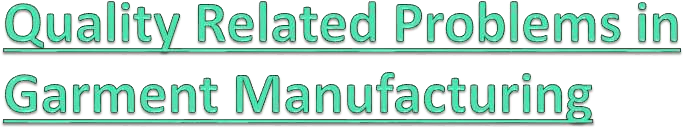 Quality Related Problems in
Garment Manufacturing